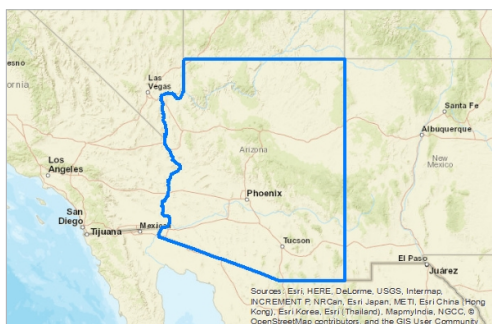 esno
Las
Vegas
ornia
Santa Fe
Albuquerque
Arizona
New
Mexico
Los
Angeles
Phoenix
San
Diego
Tijuana
Mexic
Tucson
El Paso
Juárez
Sources: Esri, HERE, DeLorme, USGS, Intermap,
INCREMENT P, NRCan, Esri Japan, METI, Esri China (Hong
Kong), Esri Korea, Esri (Thailand), MapmyIndia, NGCC, ©
OpenStreetMap contributors, and the GIS User Community